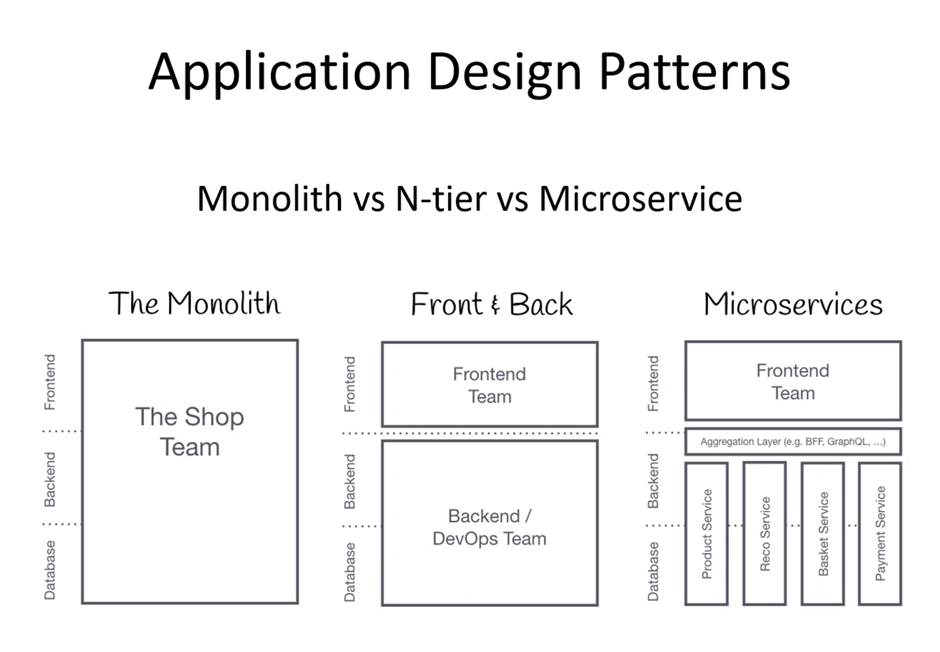 Application Design Patterns
Monolith vs N-tier vs Microservice
The Monolith
Frontend
Backend
Database
The Shop
Team
Front & Back
Frontend
Backend
Database
Frontend
Team
Backend /
DevOps Team
Microservices
Frontend
Backend
Database
Frontend
Team
Aggregation Layer (e.g. BFF, GraphQL, ...)
Product Service
Reco Service
Basket Service
Payment Service